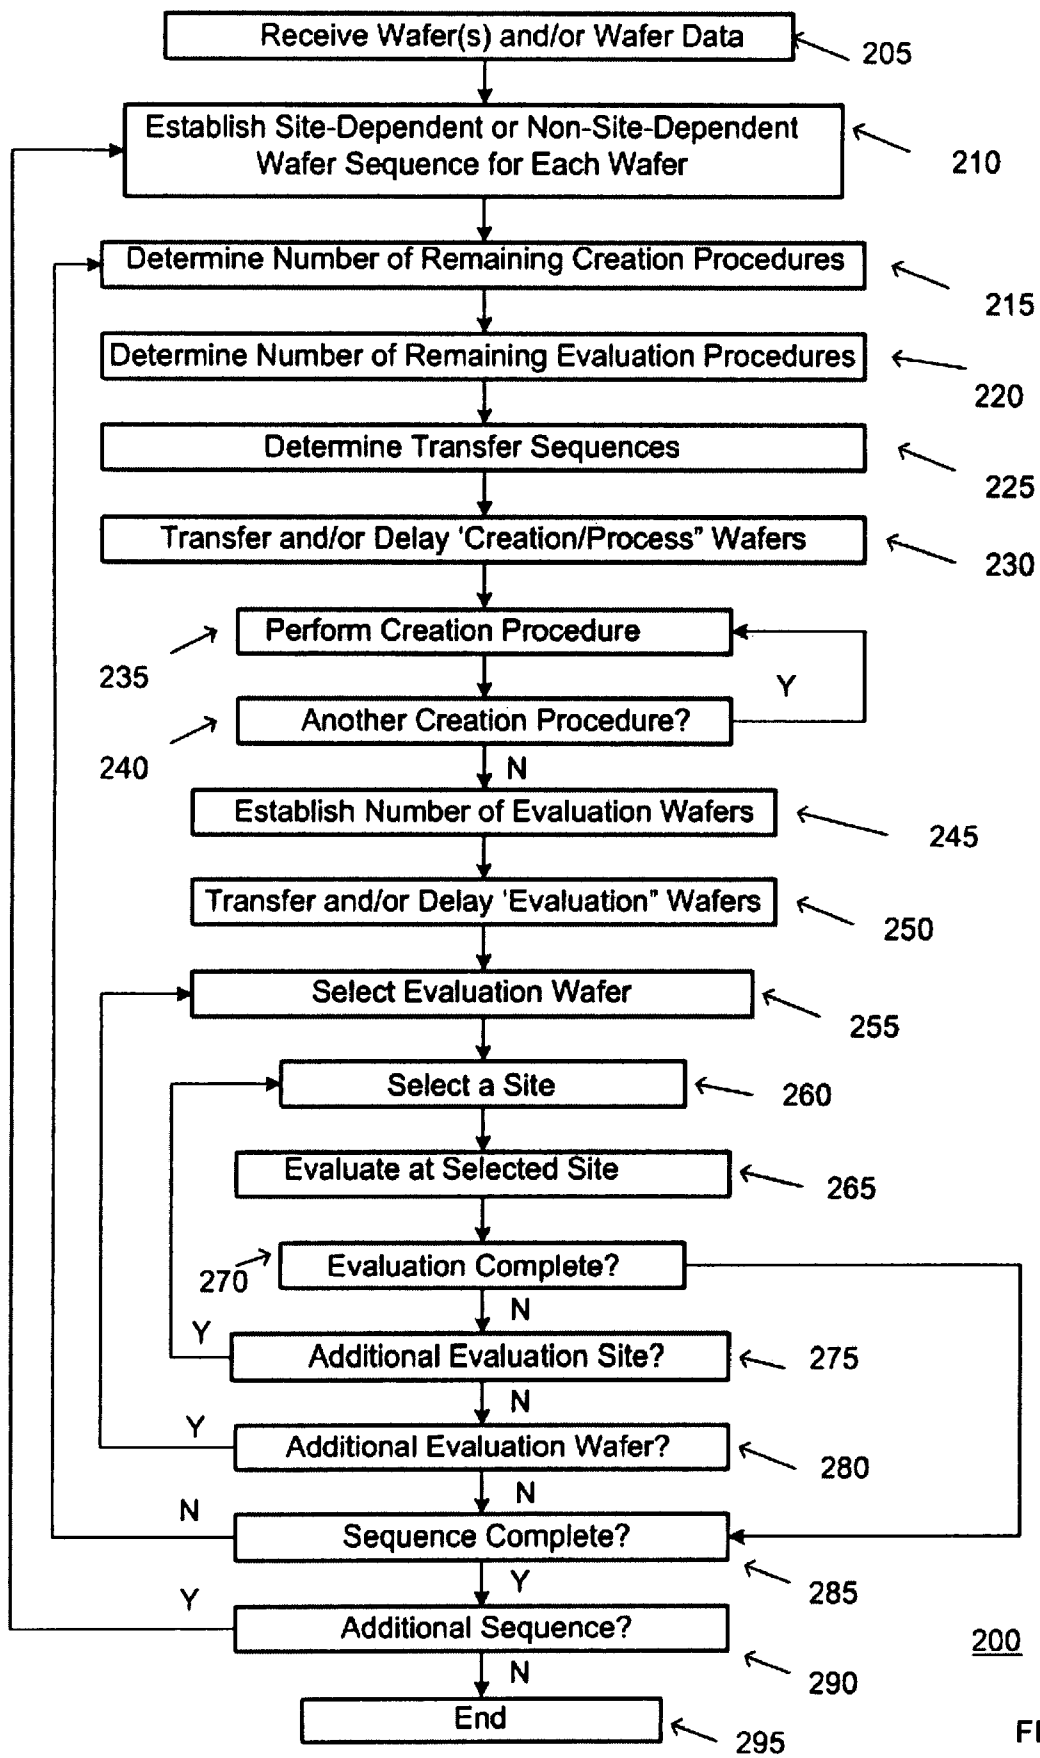 Receive Wafer(s) and/or Wafer Data
205
Establish Site-Dependent or Non-Site-Dependent
Wafer Sequence for Each Wafer
210
Determine Number of Remaining Creation Procedures
215
Determine Number of Remaining Evaluation Procedures
220
Determine Transfer Sequences
225
Transfer and/or Delay 'Creation/Process" Wafers
230
Perform Creation Procedure
235
Y
Another Creation Procedure?
240
N
Establish Number of Evaluation Wafers
245
Transfer and/or Delay 'Evaluation" Wafers
250
Select Evaluation Wafer
255
Select a Site
260
Evaluate at Selected Site
265
Evaluation Complete?
270
N
Y
Additional Evaluation Site?
275
N
Y
Additional Evaluation Wafer?
280
N
N
Sequence Complete?
285
Y
Y
Additional Sequence?
290
200
N
End
295